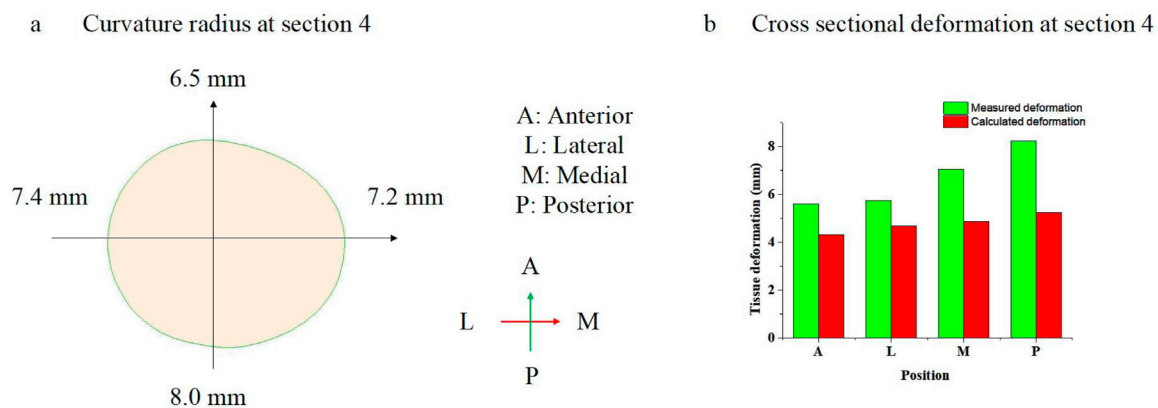 a Curvature radius at section 4
6.5 mm
7.4 mm
7.2 mm
8.0 mm
A: Anterior
L: Lateral
M: Medial
P: Posterior
A
L M
P
b Cross sectional deformation at section 4
Measured deformation
Calculated deformation
Tissue deformation (mm)
8
6
4
2
0
A L M P
Position